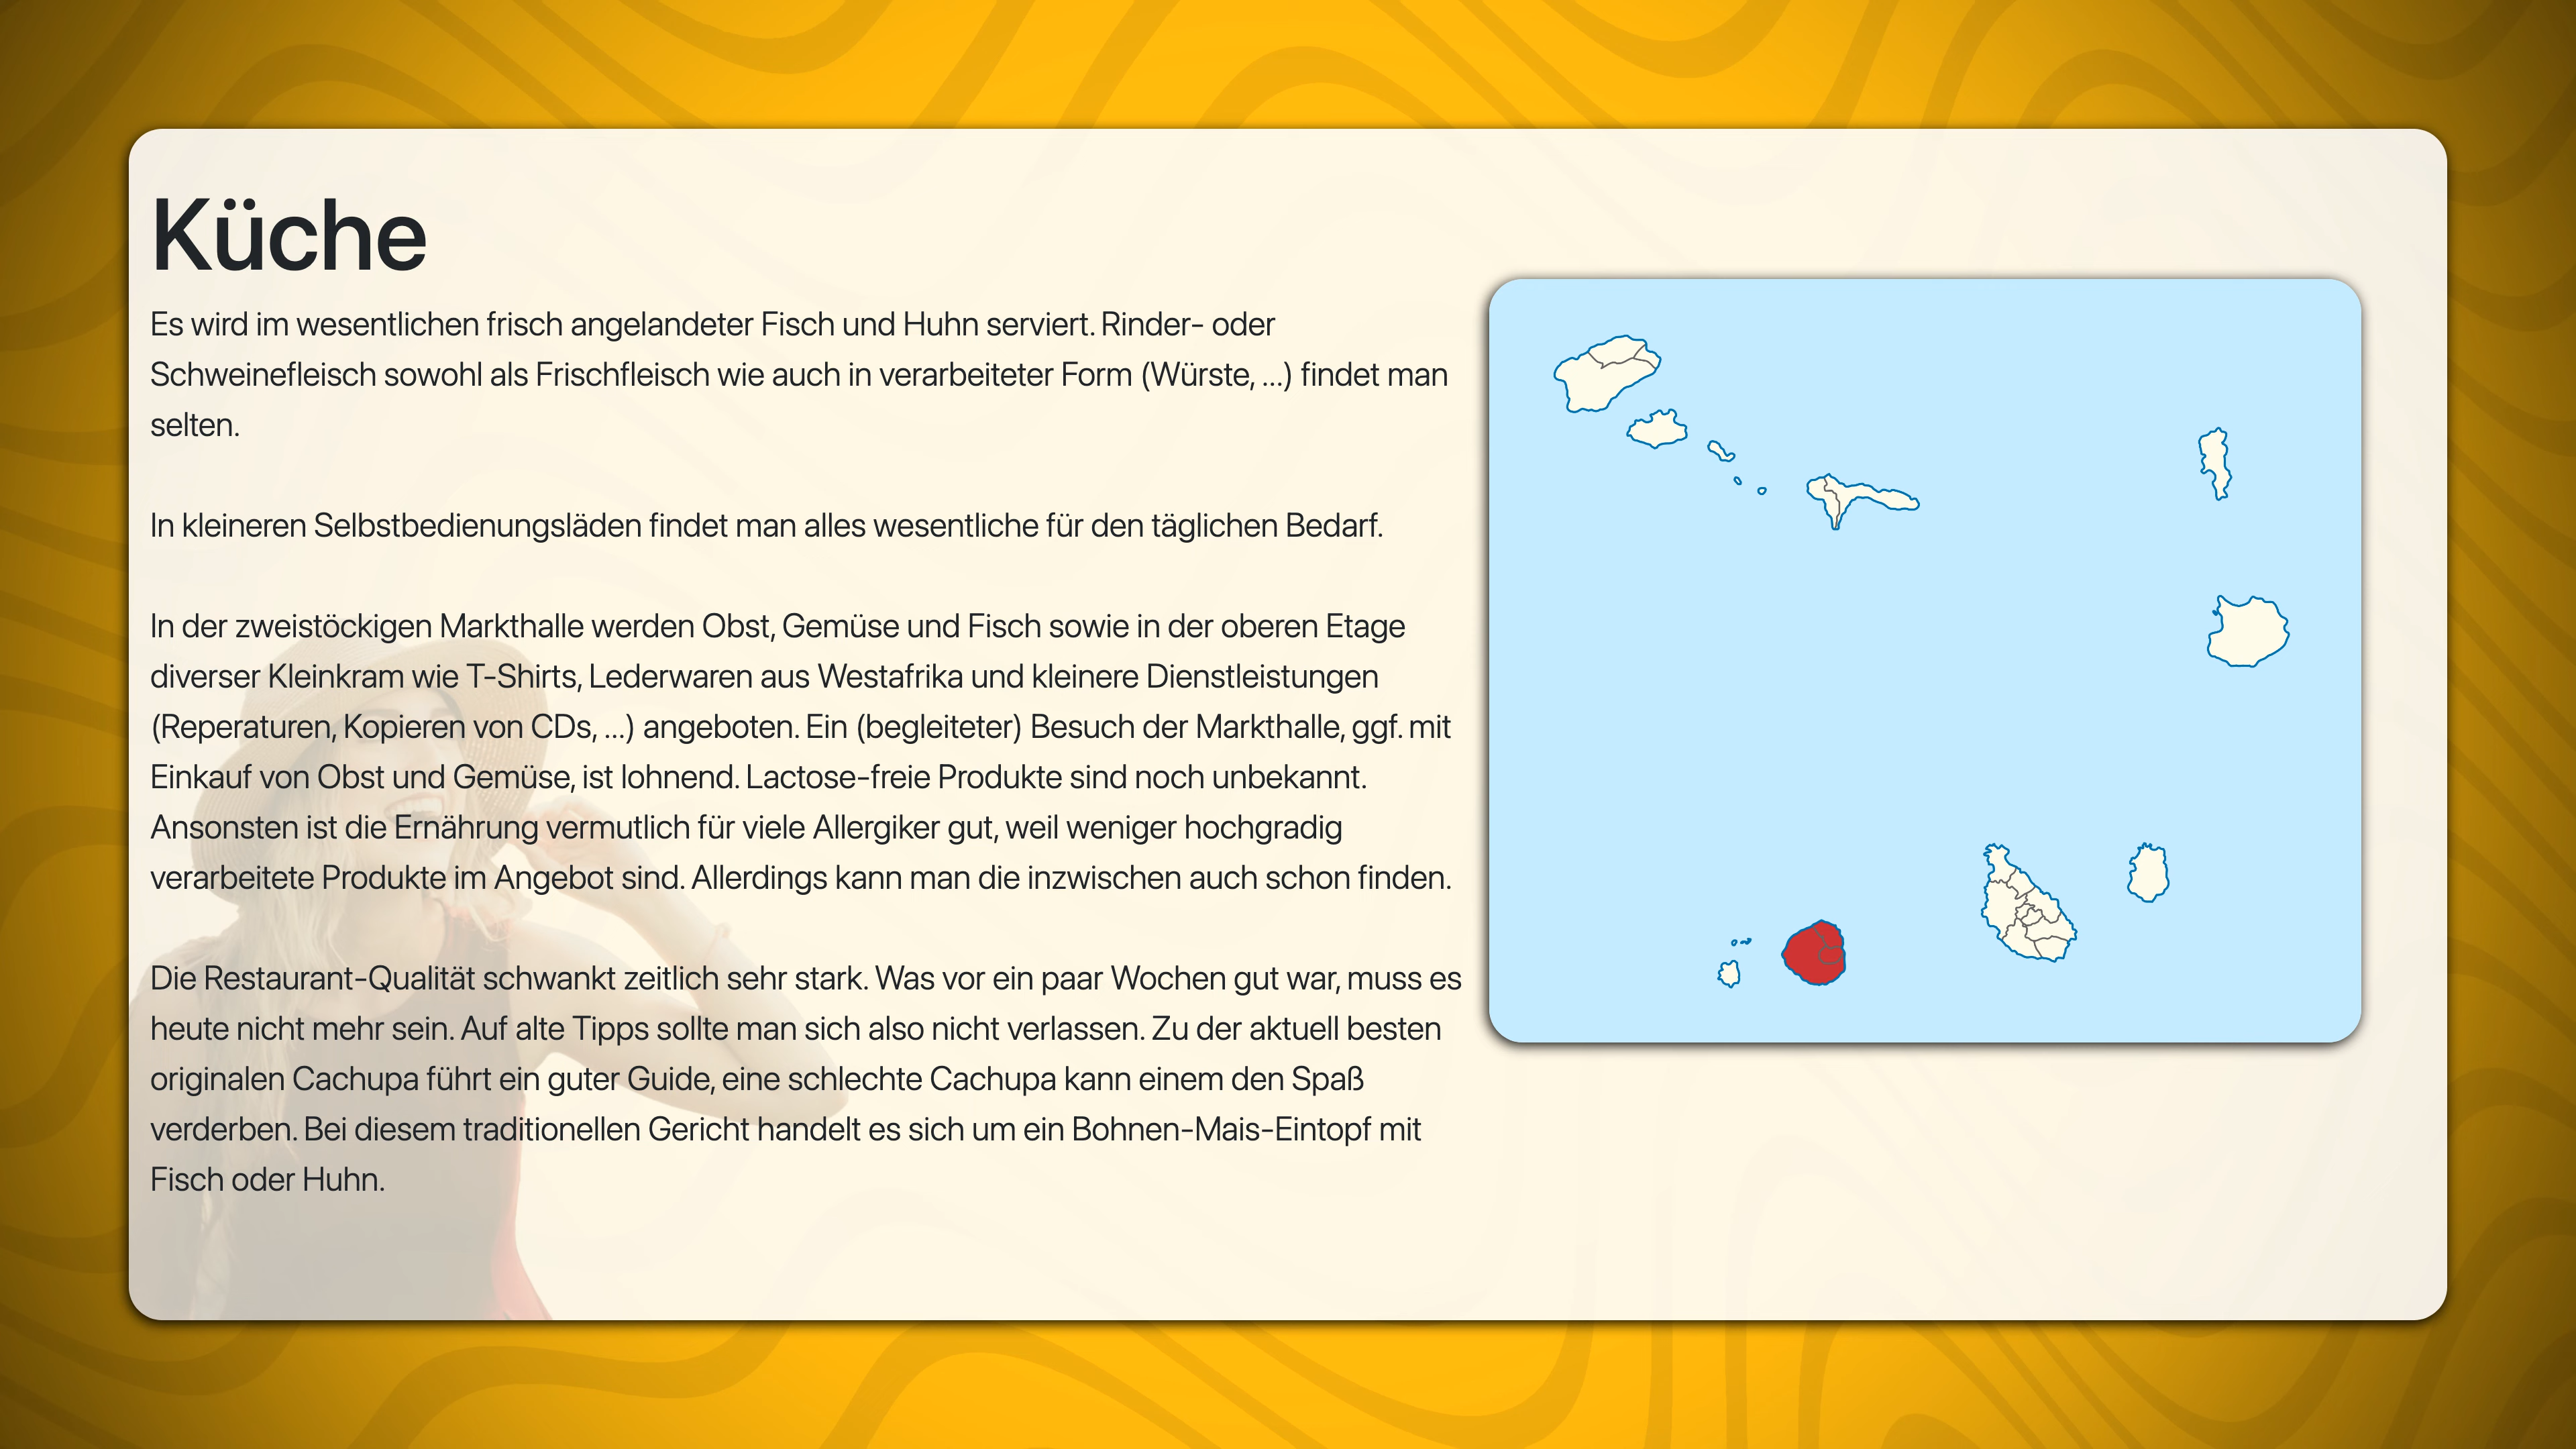 Küche
Es wird im wesentlichen frisch angelandeter Fisch und Huhn serviert. Rinder- oder
Schweinefleisch sowohl als Frischfleisch wie auch in verarbeiteter Form (Würste, ...) findet man
selten.
In kleineren Selbstbedienungsläden findet man alles wesentliche für den täglichen Bedarf.
In der zweistöckigen Markthalle werden Obst, Gemüse und Fisch sowie in der oberen Etage
diverser Kleinkram wie T-Shirts, Lederwaren aus Westafrika und kleinere Dienstleistungen
(Reperaturen, Kopieren von CDs, ...) angeboten. Ein (begleiteter) Besuch der Markthalle, ggf. mit
Einkauf von Obst und Gemüse, ist lohnend. Lactose-freie Produkte sind noch unbekannt.
Ansonsten ist die Ernährung vermutlich für viele Allergiker gut, weil weniger hochgradig
verarbeitete Produkte im Angebot sind. Allerdings kann man die inzwischen auch schon finden.
Die Restaurant-Qualität schwankt zeitlich sehr stark. Was vor ein paar Wochen gut war, muss es
heute nicht mehr sein. Auf alte Tipps sollte man sich also nicht verlassen. Zu der aktuell besten
originalen Cachupa führt ein guter Guide, eine schlechte Cachupa kann einem den Spaß
verderben. Bei diesem traditionellen Gericht handelt es sich um ein Bohnen-Mais-Eintopf mit
Fisch oder Huhn.